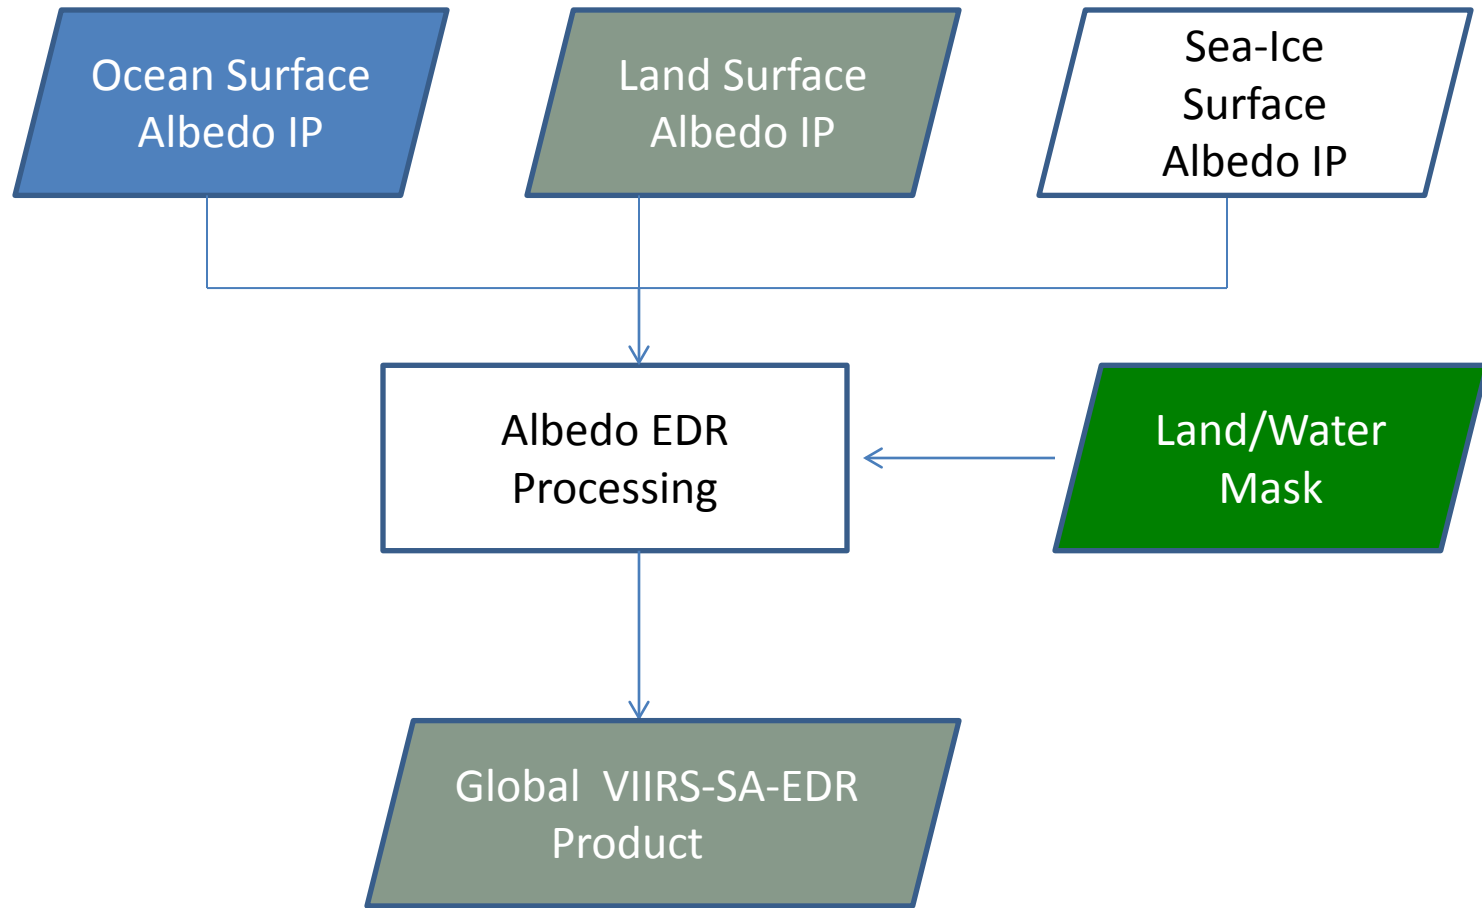 Ocean Surface
Albedo IP
Land Surface
Albedo IP
Sea-Ice
Surface
Albedo IP
Albedo EDR
Processing
Land/Water
Mask
Global  VIIRS-SA-EDR
Product